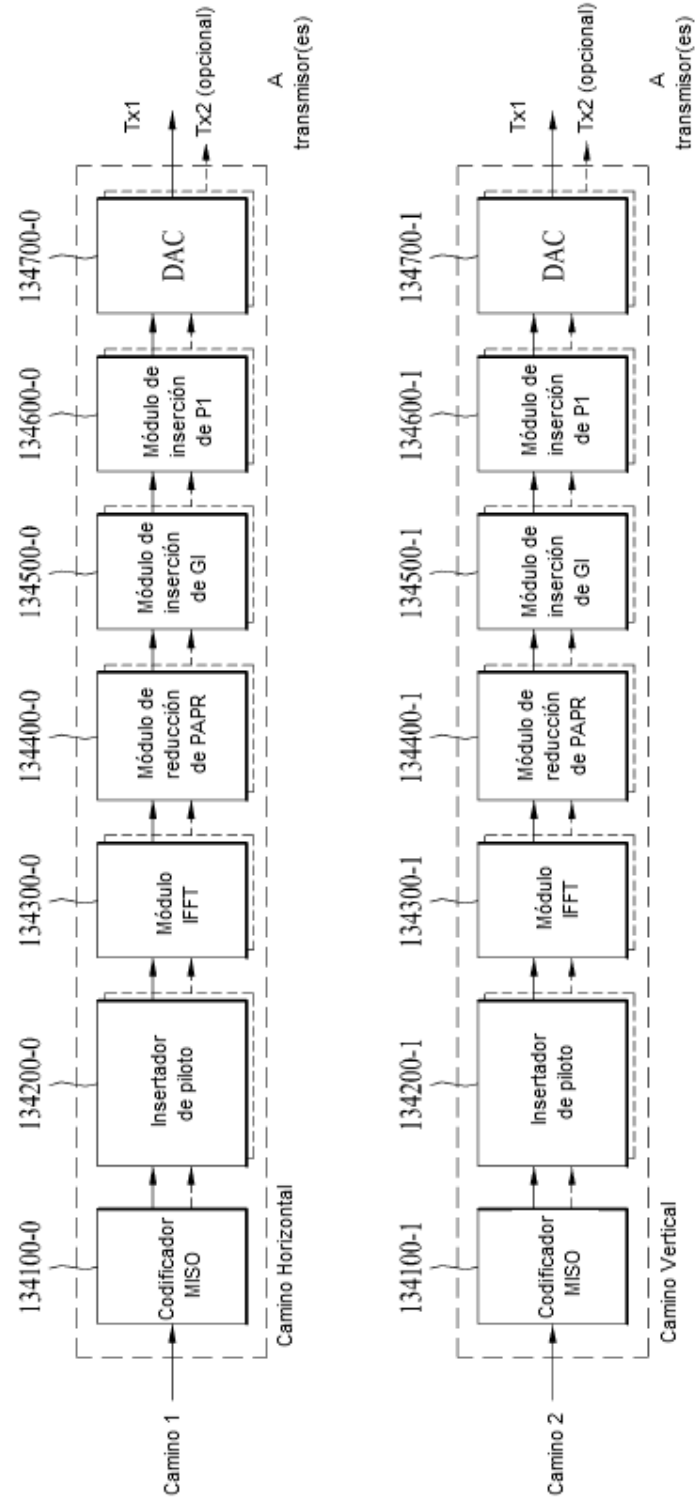 134100-0
134200-0
134300-0
134400-0
134500-0
134600-0
134700-0
Camino 1
Codificador
MISO
Insertador
de piloto
Módulo
IFFT
Módulo de
reducción
de PAPR
Módulo de
inserción
de GI
Módulo de
inserción
de P1
DAC
Tx1
Tx2 (opcional)
A
transmisor(es)
Camino Horizontal
134100-1
134200-1
134300-1
134400-1
134500-1
134600-1
134700-1
Camino 2
Codificador
MISO
Insertador
de piloto
Módulo
IFFT
Módulo de
reducción
de PAPR
Módulo de
inserción
de GI
Módulo de
inserción
de P1
DAC
Tx1
Tx2 (opcional)
A
transmisor(es)
Camino Vertical